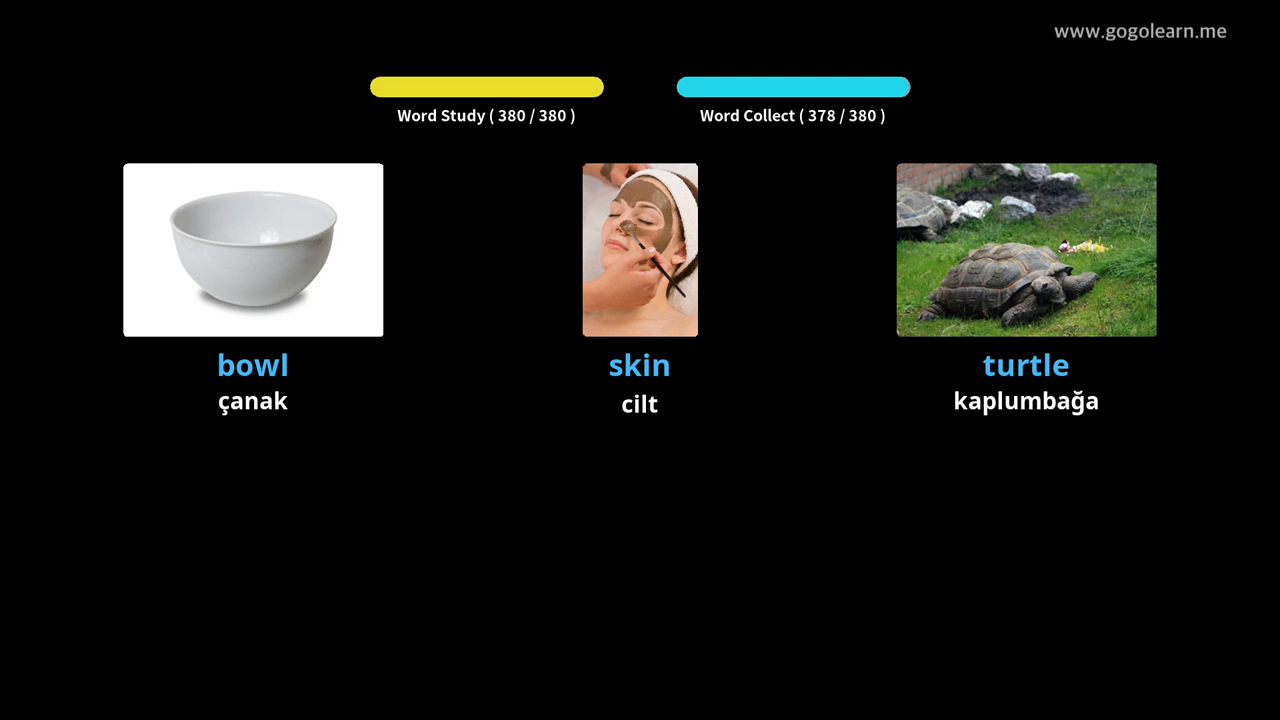 www.gogolearn.me
Word Study ( 380 / 380 )
Word Collect ( 378 / 380 )
bowl
çanak
skin
cilt
turtle
kaplumbağa